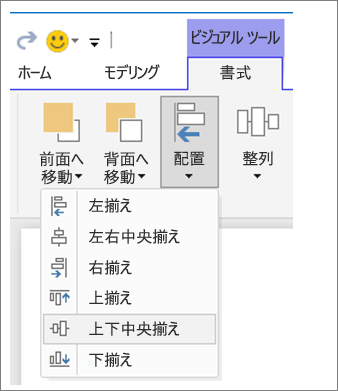 ビジュアル ツール
ホーム
モデリング
書式
前面へ
移動
背面へ
移動
配置
整列
左揃え
左右中央揃え
右揃え
上揃え
上下中央揃え
下揃え